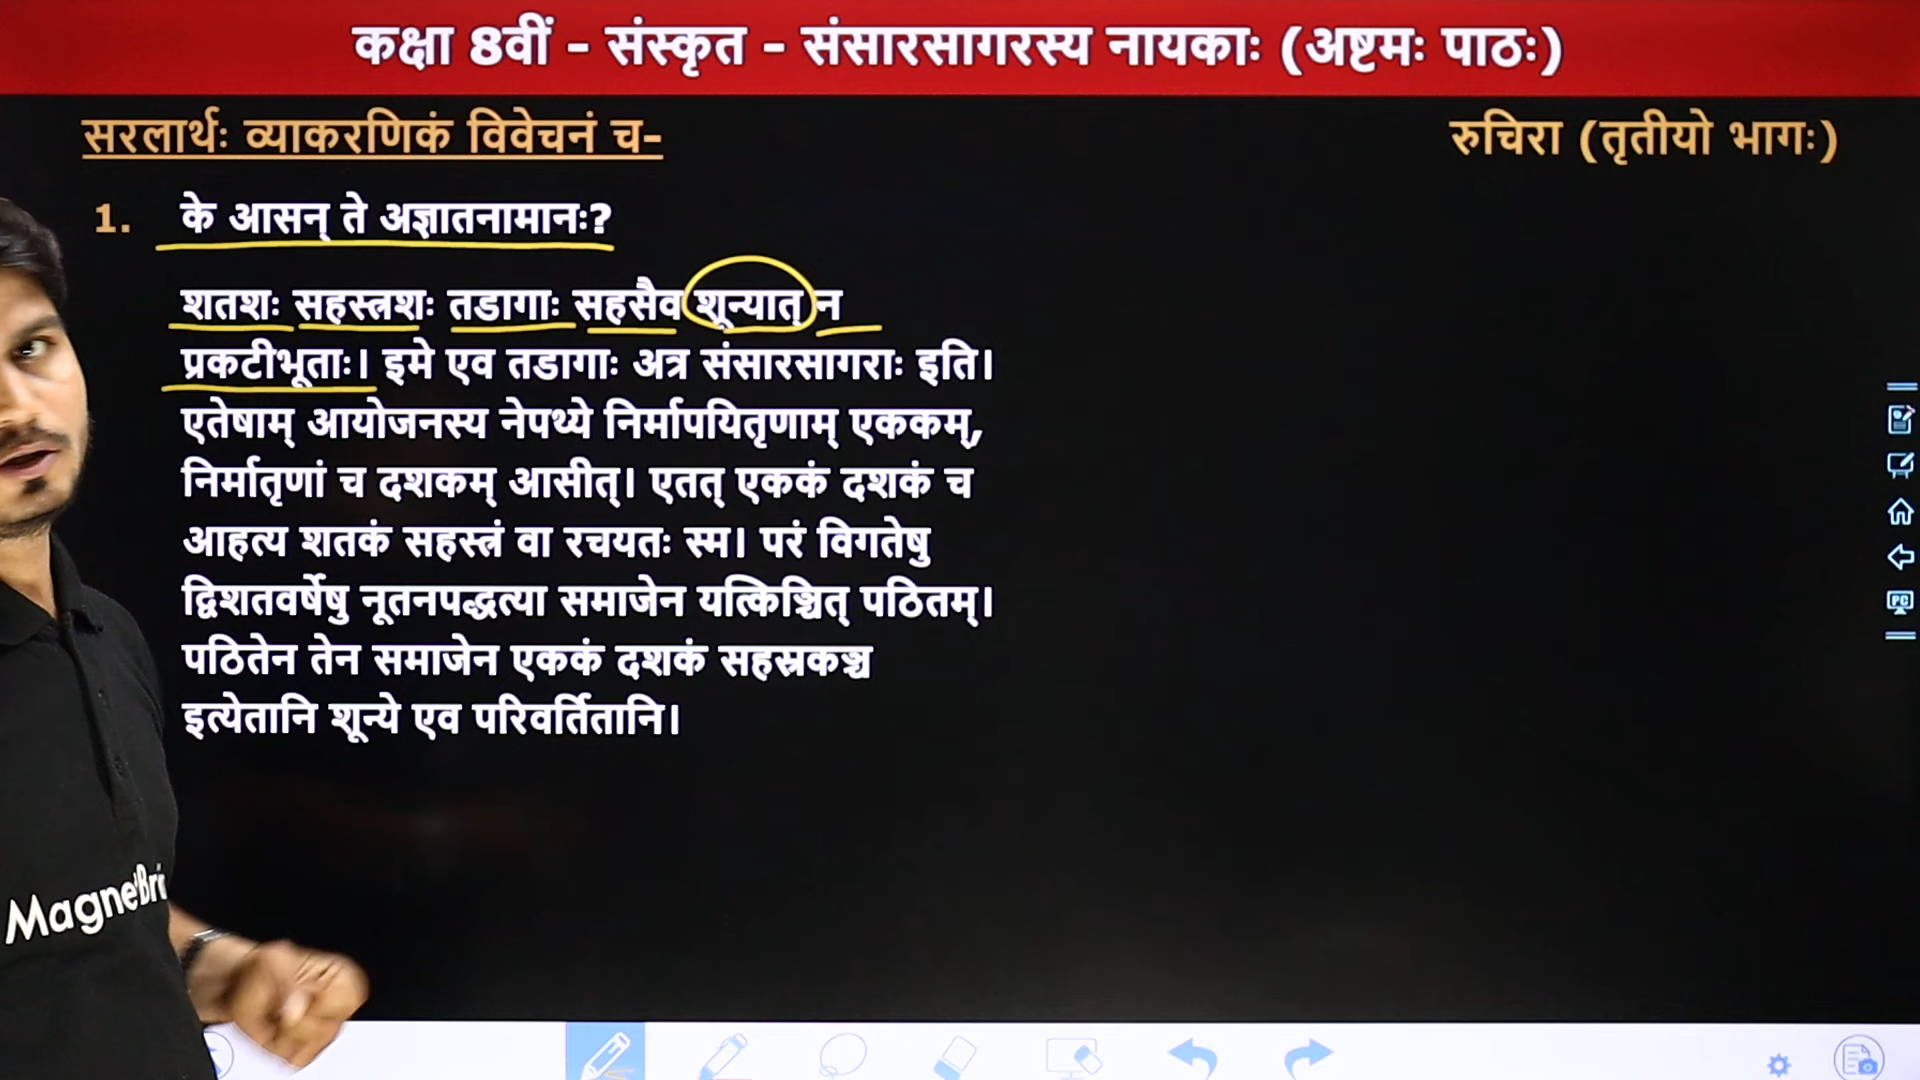 कक्षा 8वीं - संस्कृत - संसारसागरस्य नायकाः (अष्टमः पाठः)
सरलार्थः व्याकरणिकं विवेचनं च-
रुचिरा (तृतीयो भागः)
1. के आसन् ते अज्ञातनामानः?
शतशः सहस्त्रशः तडागाः सहसैव शून्यात् न
प्रकटीभूताः। इमे एव तडागाः अत्र संसारसागराः इति।
एतेषाम् आयोजनस्य नेपथ्ये निर्मापयितृणाम् एककम्,
निर्मातृणां च दशकम् आसीत्। एतत् एककं दशकं च
आहत्य शतकं सहस्त्रं वा रचयतः स्म। परं विगतेषु
द्विशतवर्षेषु नूतनपद्धत्या समाजेन यत्किञ्चित् पठितम्।
पठितेन तेन समाजेन एककं दशकं सहस्रकञ्च
इत्येतानि शून्ये एव परिवर्तितानि।
PC